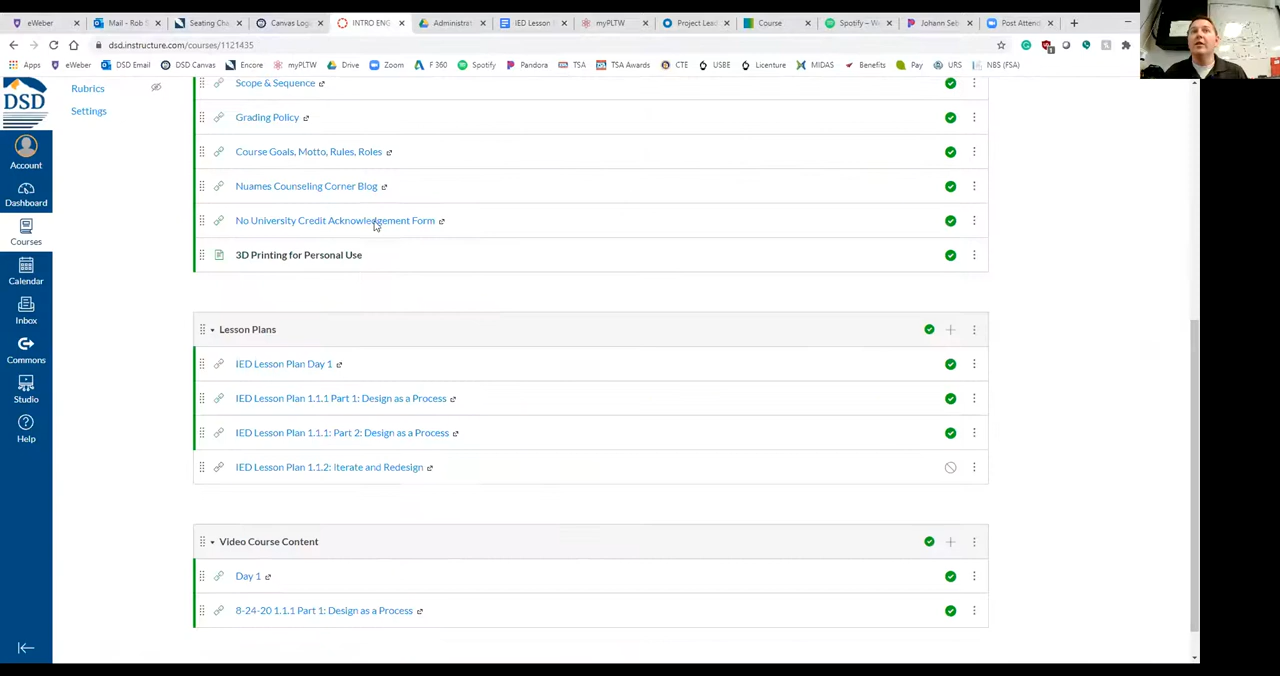 eWeber
Mail - Rob S
Seating Cha
Canvas Logi
INTRO ENG
Administrat
IED Lesson
myPLTW
Project Lead
Course
Spotify – We
Johann Seb
Post Attend
dsd.instructure.com/courses/1121435
Apps eWeber DSD Email DSD Canvas Encore myPLTW Drive Zoom F 360 Spotify Pandora TSA TSA Awards CTE USBE Licenture MIDAS Benefits Pay URS NBS (FSA)
DSD
Account
Dashboard
Courses
Calendar
Inbox
Commons
Studio
Help
Rubrics
Settings
Scope & Sequence
Grading Policy
Course Goals, Motto, Rules, Roles
Nuames Counseling Corner Blog
No University Credit Acknowledgement Form
3D Printing for Personal Use
Lesson Plans
IED Lesson Plan Day 1
IED Lesson Plan 1.1.1 Part 1: Design as a Process
IED Lesson Plan 1.1.1: Part 2: Design as a Process
IED Lesson Plan 1.1.2: Iterate and Redesign
Video Course Content
Day 1
8-24-20 1.1.1 Part 1: Design as a Process